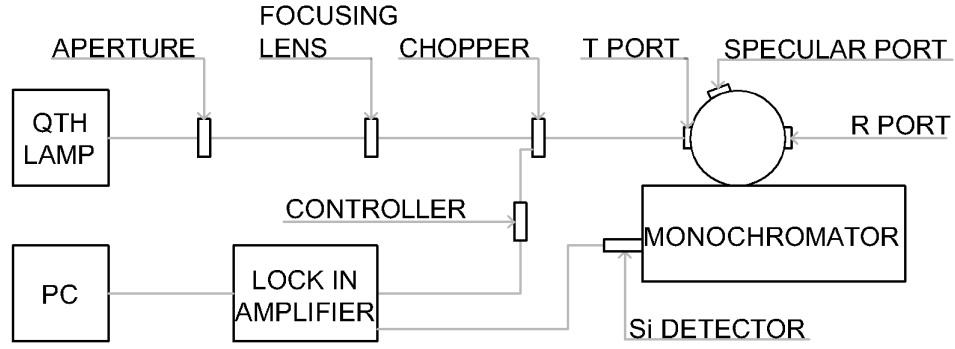 FOCUSING
LENS
APERTURE
CHOPPER
T PORT
SPECULAR PORT
QTH
LAMP
R PORT
CONTROLLER
MONOCHROMATOR
PC
LOCK IN
AMPLIFIER
Si DETECTOR